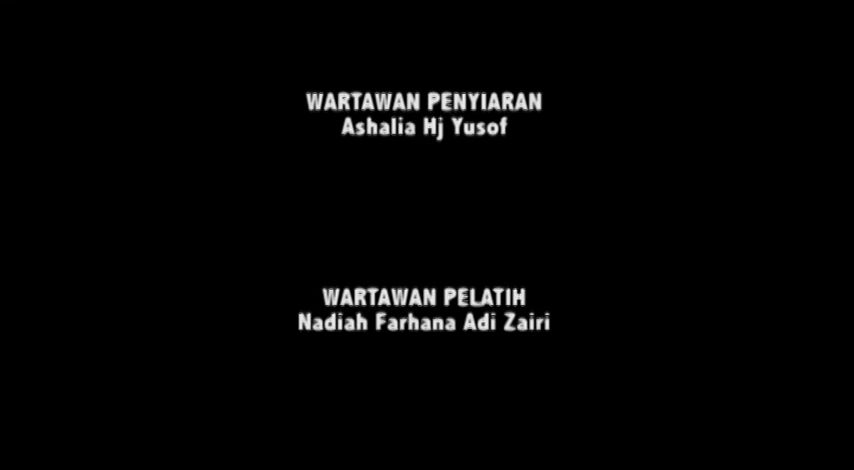 WARTAWAN PENYIARAN
Ashalia Hj Yusof
WARTAWAN PELATIH
Nadiah Farhana Adi Zairi